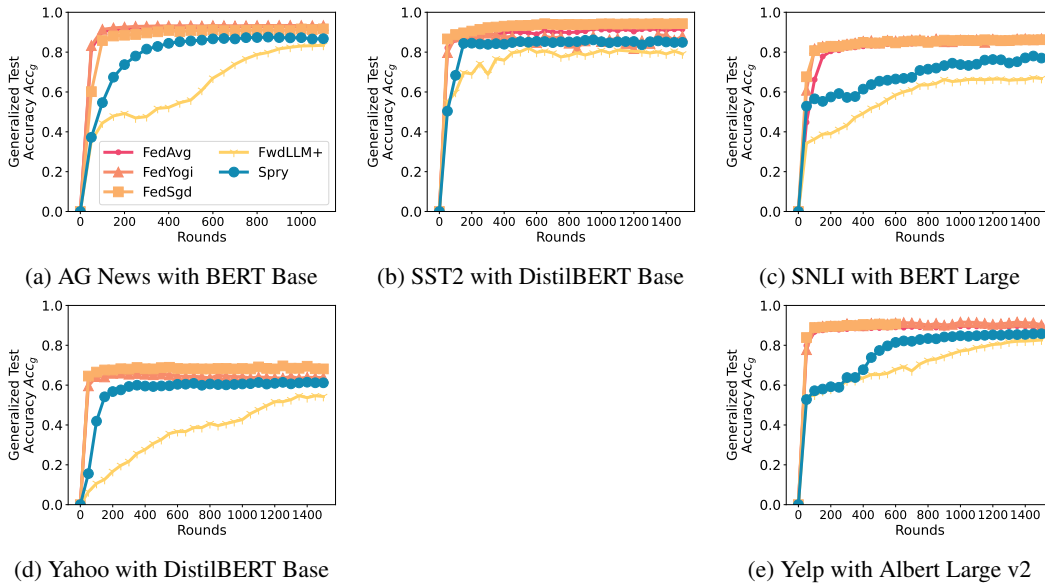 1.0
0.8
0.6
0.4
0.2
0.0
Generalized Test
Accuracy Acc_g
FedAvg
FedYogi
FedSgd
FwdLLM+
Spry
0 200 400 600 800 1000
Rounds
(a) AG News with BERT Base
1.0
0.8
0.6
0.4
0.2
0.0
Generalized Test
Accuracy Acc_g
0 200 400 600 800 1000 1200 1400
Rounds
(b) SST2 with DistilBERT Base
1.0
0.8
0.6
0.4
0.2
0.0
Generalized Test
Accuracy Acc_g
0 200 400 600 800 1000 1200 1400
Rounds
(c) SNLI with BERT Large
1.0
0.8
0.6
0.4
0.2
0.0
Generalized Test
Accuracy Acc_g
0 200 400 600 800 1000 1200 1400
Rounds
(d) Yahoo with DistilBERT Base
1.0
0.8
0.6
0.4
0.2
0.0
Generalized Test
Accuracy Acc_g
0 200 400 600 800 1000 1200 1400
Rounds
(e) Yelp with Albert Large v2